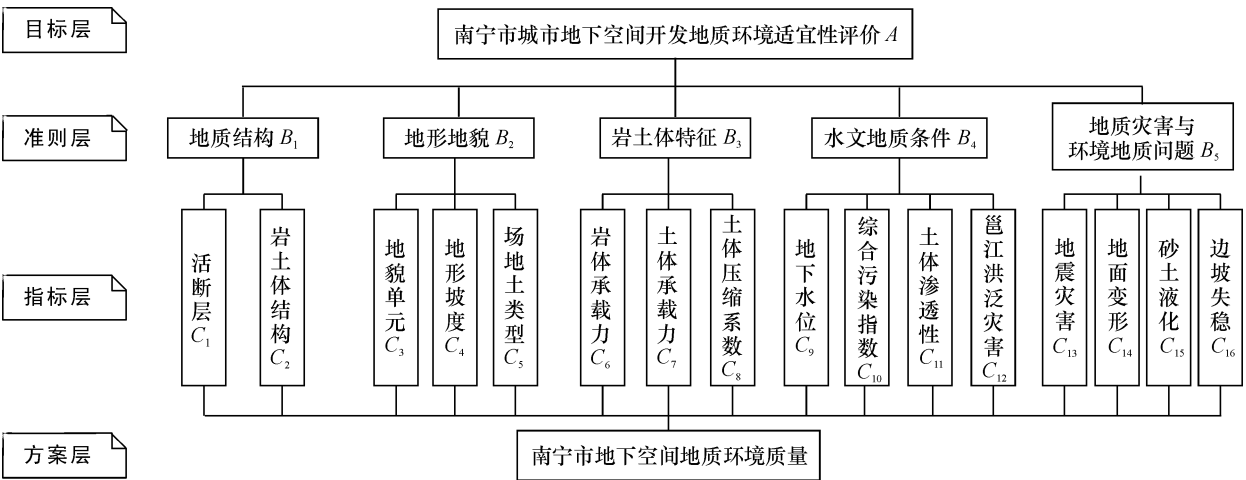 目标层
南宁市城市地下空间开发地质环境适宜性评价 A
准则层
地质结构 B₁
地形地貌 B₂
岩土体特征 B₃
水文地质条件 B₄
地质灾害与
环境地质问题 B₅
指标层
活断层 C₁
岩土体结构 C₂
地貌单元 C₃
地形坡度 C₄
场地土类型 C₅
岩体承载力 C₆
土体承载力 C₇
土体压缩系数 C₈
地下水位 C₉
综合污染指数 C₁₀
土体渗透性 C₁₁
邕江洪泛灾害 C₁₂
地震灾害 C₁₃
地面变形 C₁₄
砂土液化 C₁₅
边坡失稳 C₁₆
方案层
南宁市地下空间地质环境质量